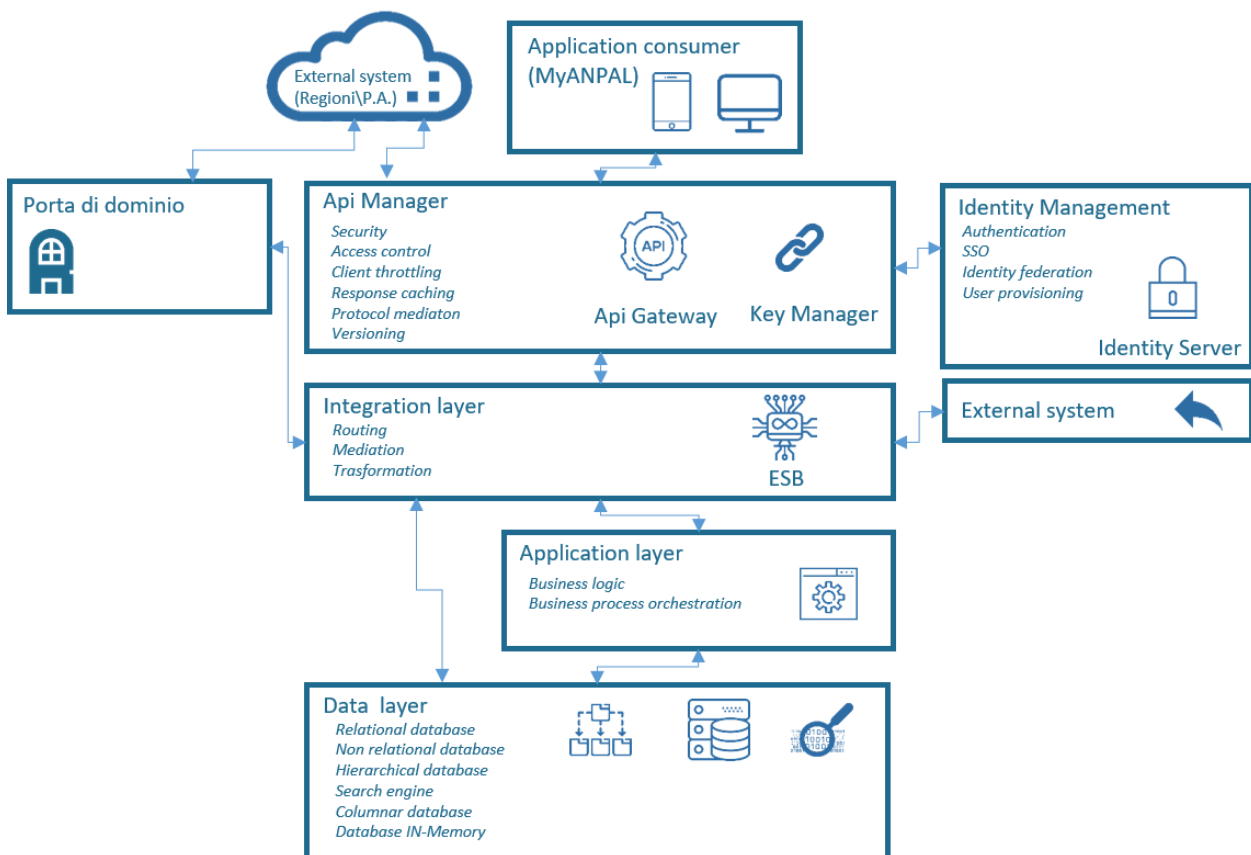 External system
(Regioni\P.A.)
Application consumer
(MyANPAL)
Porta di dominio
Api Manager
Security
Access control
Client throttling
Response caching
Protocol mediaton
Versioning
API
Api Gateway
Key Manager
Identity Management
Authentication
SSO
Identity federation
User provisioning
Identity Server
Integration layer
Routing
Mediation
Trasformation
ESB
External system
Application layer
Business logic
Business process orchestration
Data layer
Relational database
Non relational database
Hierarchical database
Search engine
Columnar database
Database IN-Memory